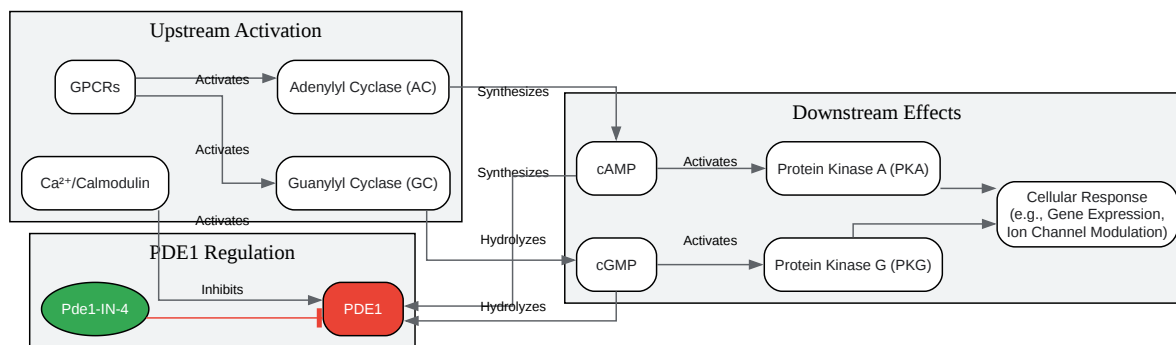 Upstream Activation
GPCRs
Activates
Adenylyl Cyclase (AC)
Synthesizes
Activates
Ca²⁺/Calmodulin
Guanylyl Cyclase (GC)
Synthesizes
Activates
Downstream Effects
cAMP
Activates
Protein Kinase A (PKA)
Cellular Response
(e.g., Gene Expression,
Ion Channel Modulation)
Hydrolyzes
cGMP
Activates
Protein Kinase G (PKG)
PDE1 Regulation
Inhibits
Pde1-IN-4
PDE1
Hydrolyzes